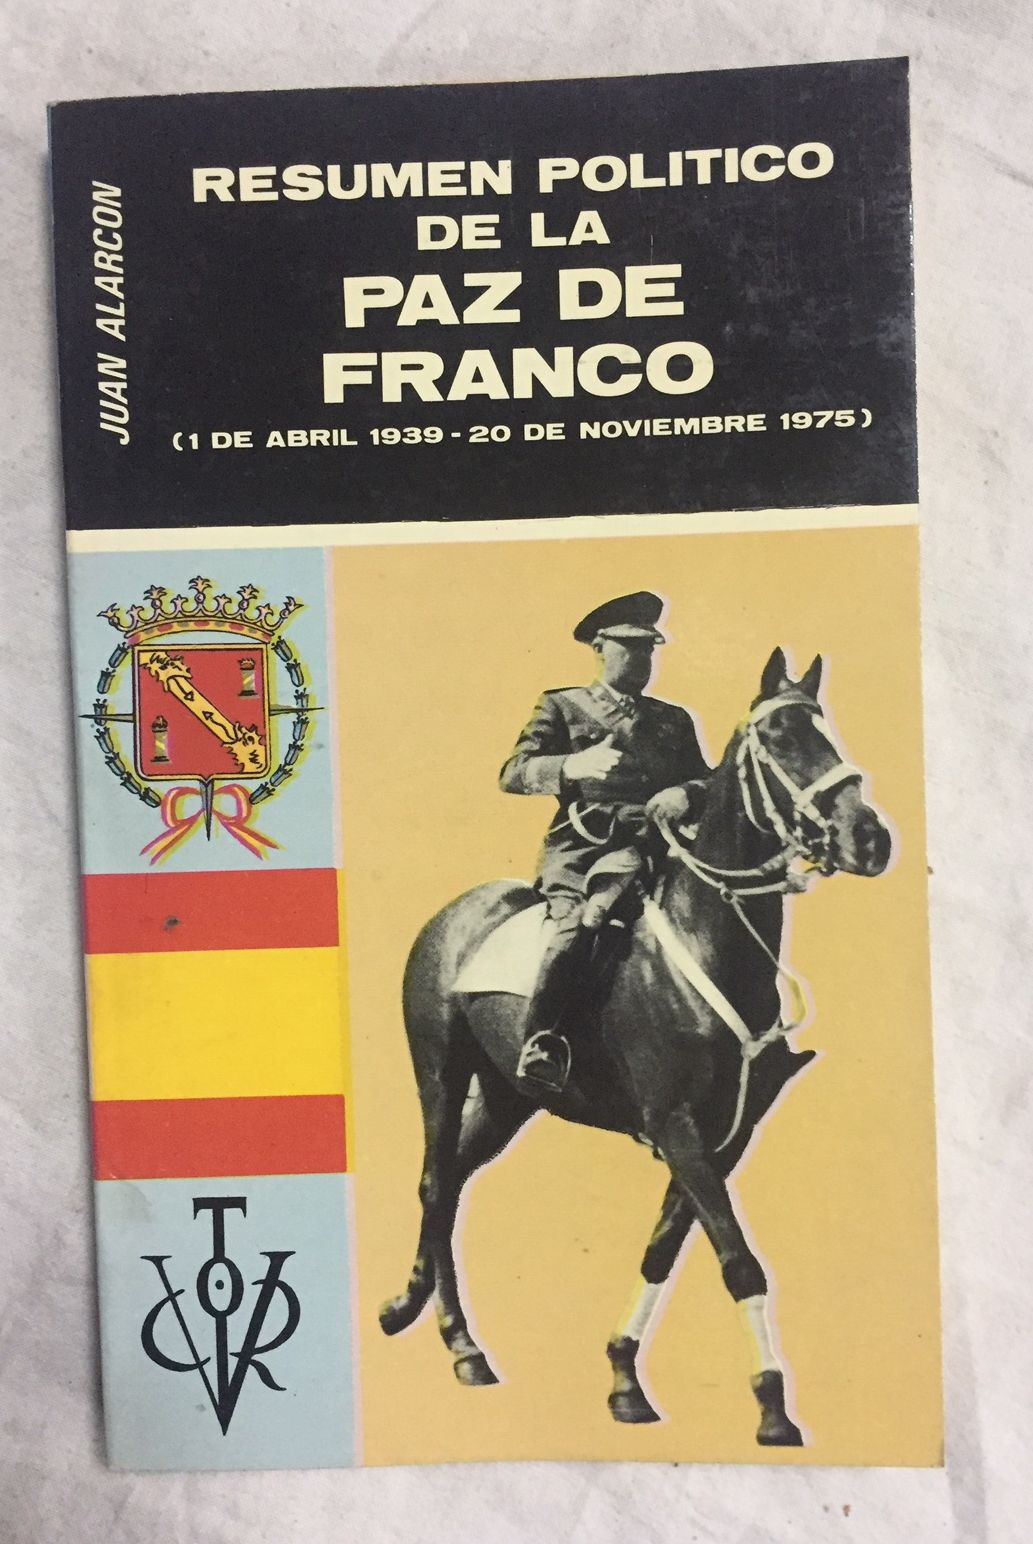 JUAN ALARCON
RESUMEN POLITICO
DE LA
PAZ DE
FRANCO
(1 DE ABRIL 1939 - 20 DE NOVIEMBRE 1975)